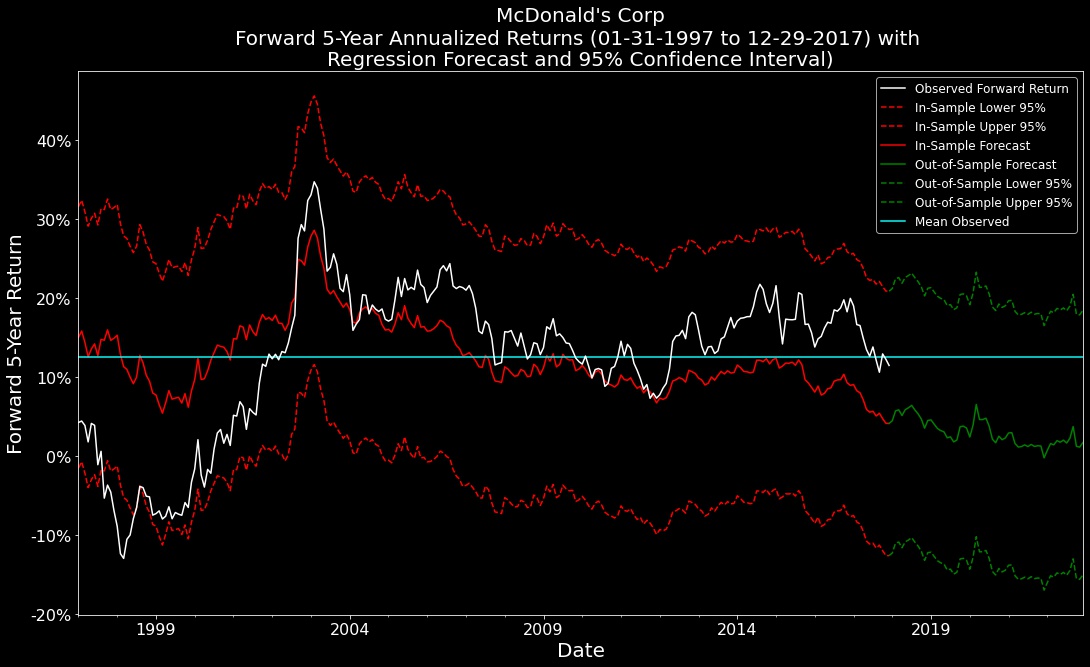 McDonald's Corp
Forward 5-Year Annualized Returns (01-31-1997 to 12-29-2017) with
Regression Forecast and 95% Confidence Interval)
Observed Forward Return
In-Sample Lower 95%
In-Sample Upper 95%
In-Sample Forecast
Out-of-Sample Forecast
Out-of-Sample Lower 95%
Out-of-Sample Upper 95%
Mean Observed
Forward 5-Year Return
40%
30%
20%
10%
0%
-10%
-20%
1999
2004
2009
2014
2019
Date